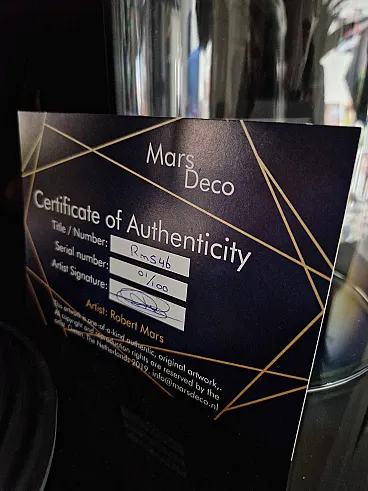 Mars
Deco
Certificate of Authenticity
Title / Number: RmS46
Serial number: 01/100
Artist Signature:
Artist: Robert Mars
This artwork is one-of-a-kind authentic, original artwork,.
All copyright and reproduction rights are reserved by the
The Netherlands 2019, info@marsdeco.nl